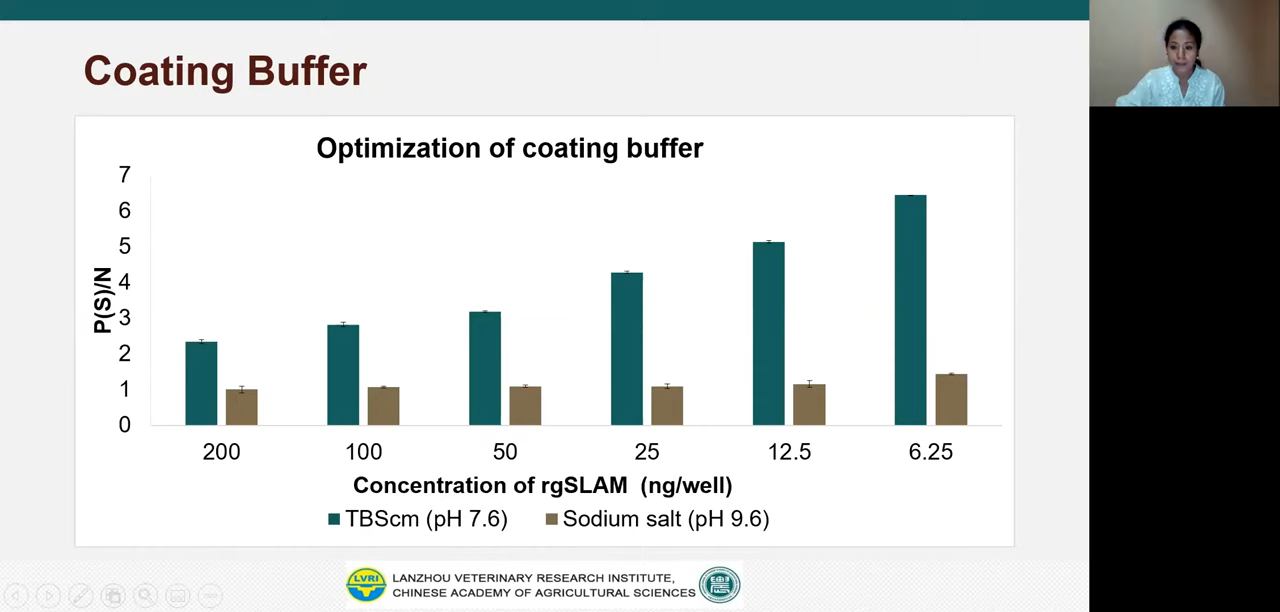 Coating Buffer
Optimization of coating buffer
7
6
5
4
3
2
1
0
P(S)/N
200 100 50 25 12.5 6.25
Concentration of rgSLAM (ng/well)
TBScm (pH 7.6) Sodium salt (pH 9.6)
LVRI
LANZHOU VETERINARY RESEARCH INSTITUTE,
CHINESE ACADEMY OF AGRICULTURAL SCIENCES